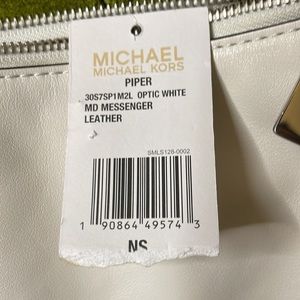 MICHAEL
MICHAEL KORS
PIPER
30S7SP1M2L OPTIC WHITE
MD MESSENGER
LEATHER
SMLS128-0002
1 90864 49574 3
NS